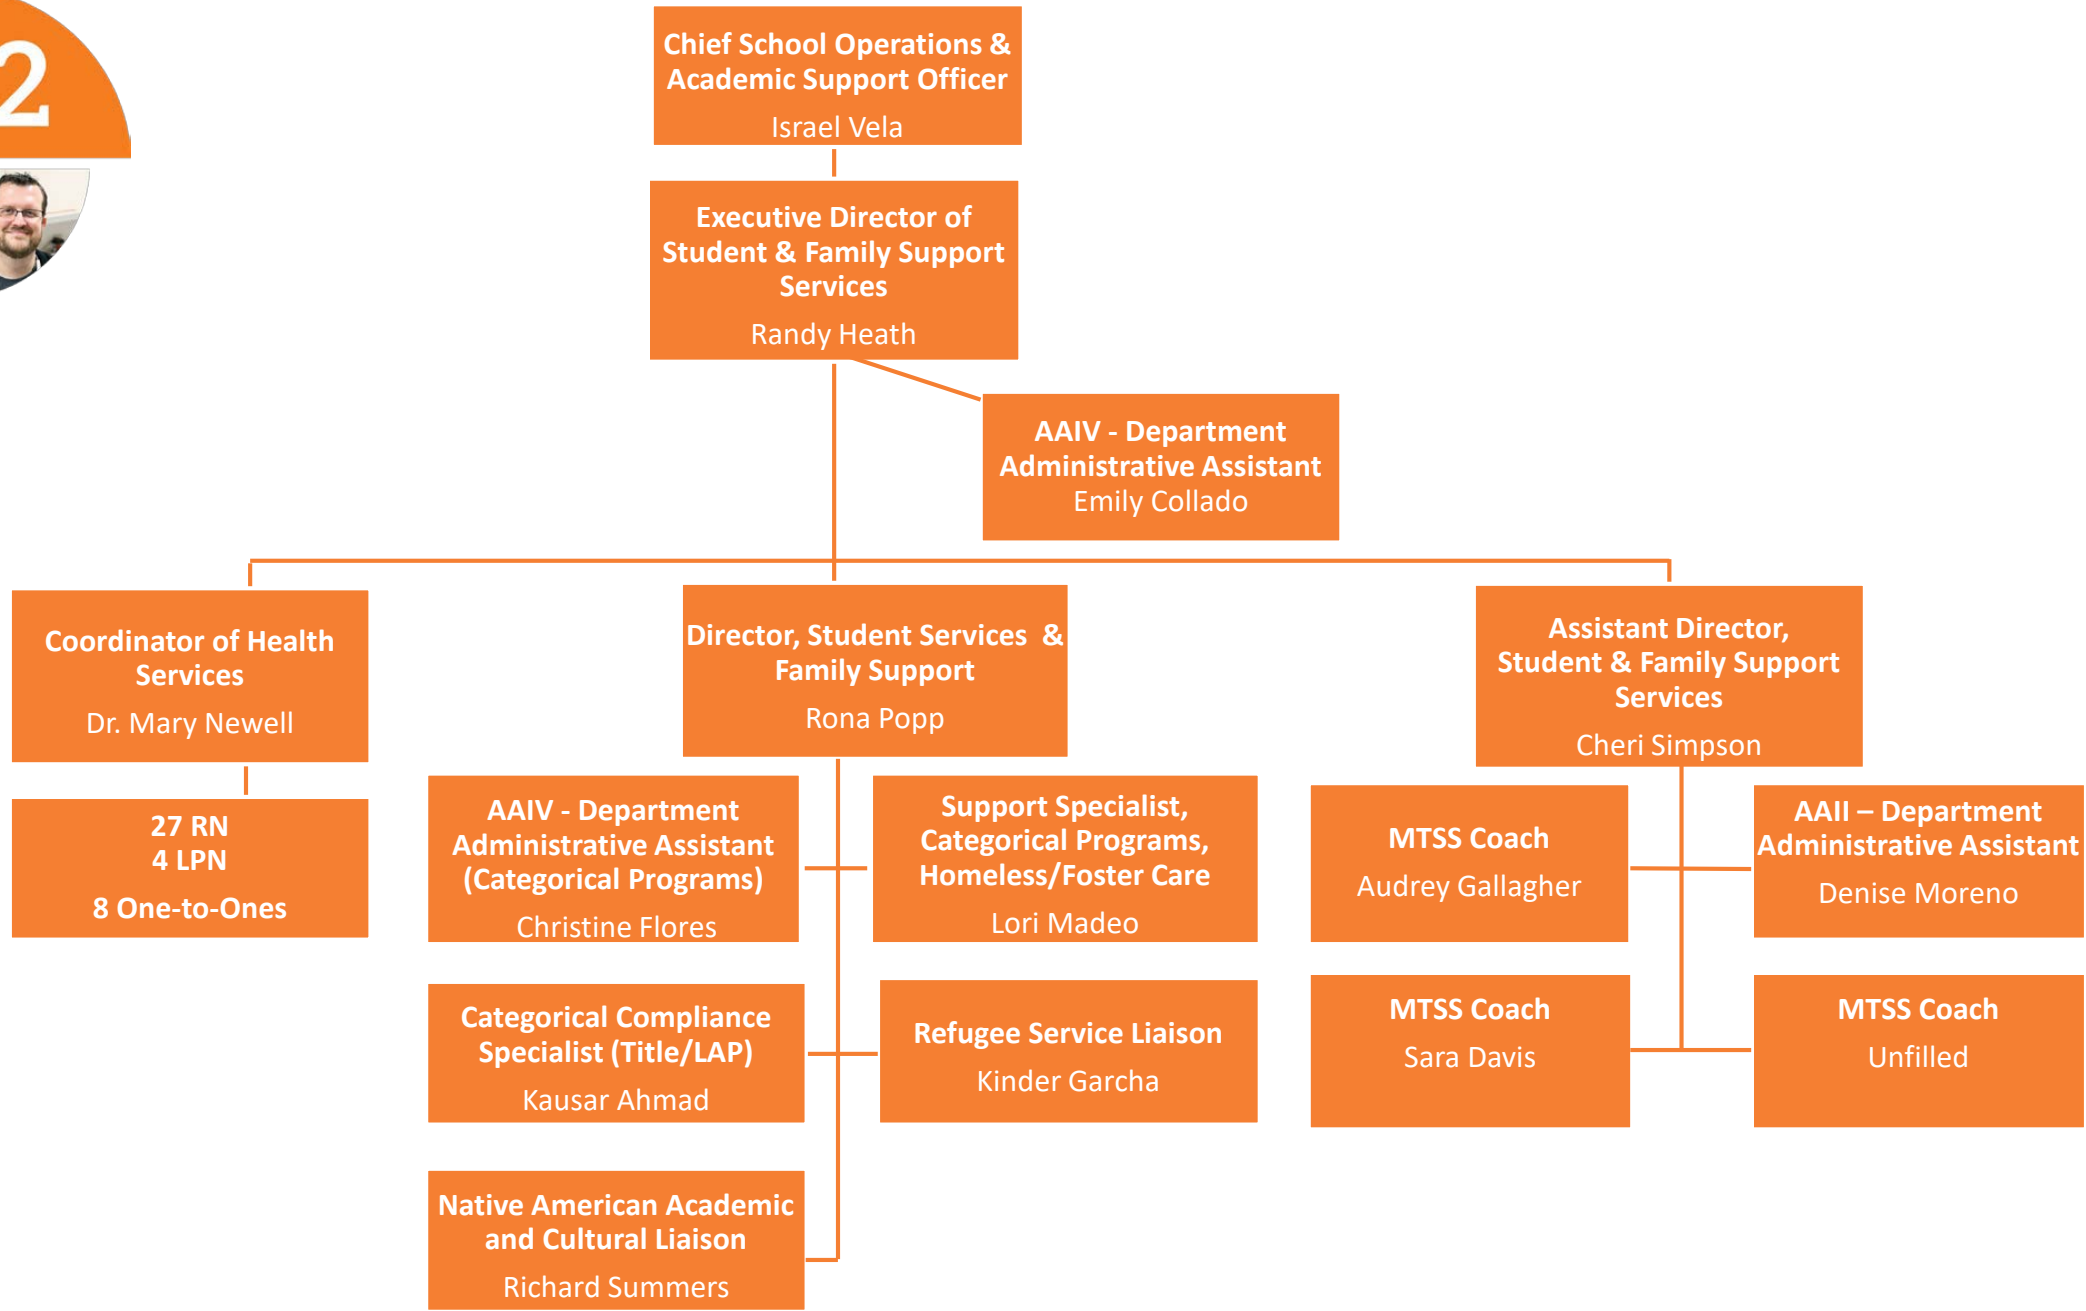 2
Chief School Operations &
Academic Support Officer
Israel Vela
Executive Director of
Student & Family Support
Services
Randy Heath
AAIV - Department
Administrative Assistant
Emily Collado
Coordinator of Health
Services
Dr. Mary Newell
27 RN
4 LPN
8 One-to-Ones
Director, Student Services &
Family Support
Rona Popp
AAIV - Department
Administrative Assistant
(Categorical Programs)
Christine Flores
Support Specialist,
Categorical Programs,
Homeless/Foster Care
Lori Madeo
Categorical Compliance
Specialist (Title/LAP)
Kausar Ahmad
Refugee Service Liaison
Kinder Garcha
Native American Academic
and Cultural Liaison
Richard Summers
Assistant Director,
Student & Family Support
Services
Cheri Simpson
MTSS Coach
Audrey Gallagher
AAII – Department
Administrative Assistant
Denise Moreno
MTSS Coach
Sara Davis
MTSS Coach
Unfilled